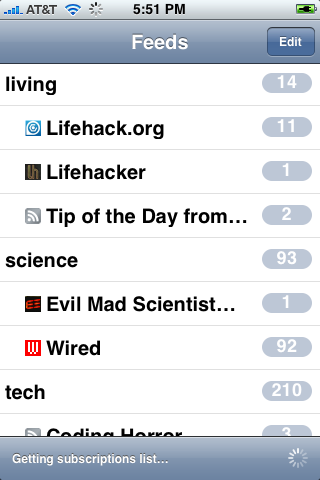 AT&T 5:51 PM
Feeds Edit
living 14
Lifehack.org 11
Lifehacker 1
Tip of the Day from... 2
science 93
Evil Mad Scientist... 1
Wired 92
tech 210
Coding Horror 3
Getting subscriptions list...